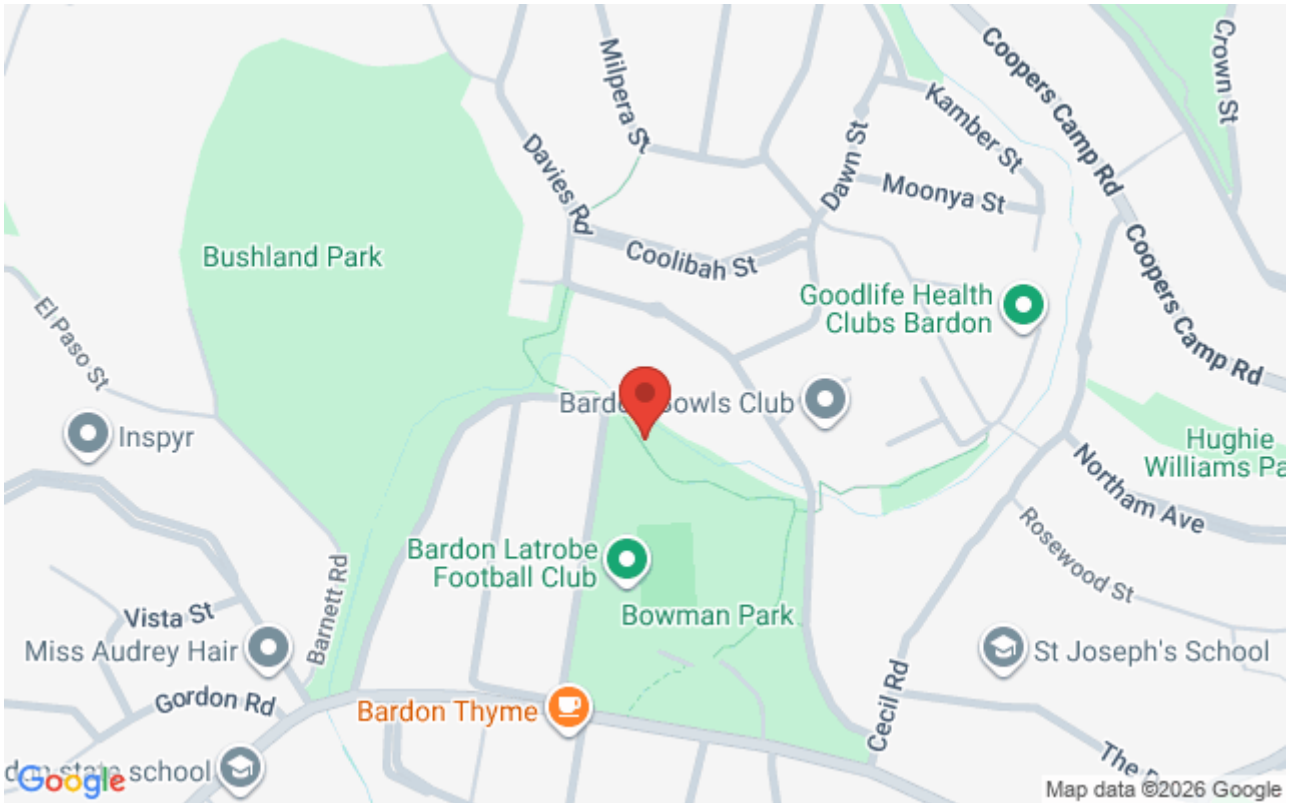 Crown St
Coopers Camp Rd
Milpera St
Kamber St
Davies Rd
Dawn St
Moonya St
Bushland Park
Coolibah St
Coopers Camp Rd
Goodlife Health
Clubs Bardon
El Paso St
Bowls Club
Inspyr
Hughie
Williams
Northam Ave
Rosewood St
Bardon Latrobe
Football Club
Barnett Rd
Vista St
Bowman Park
Miss Audrey Hair
St Joseph's School
Gordon Rd
Bardon Thyme
Cecil Rd
The
state school
Google
Map data ©2026 Google